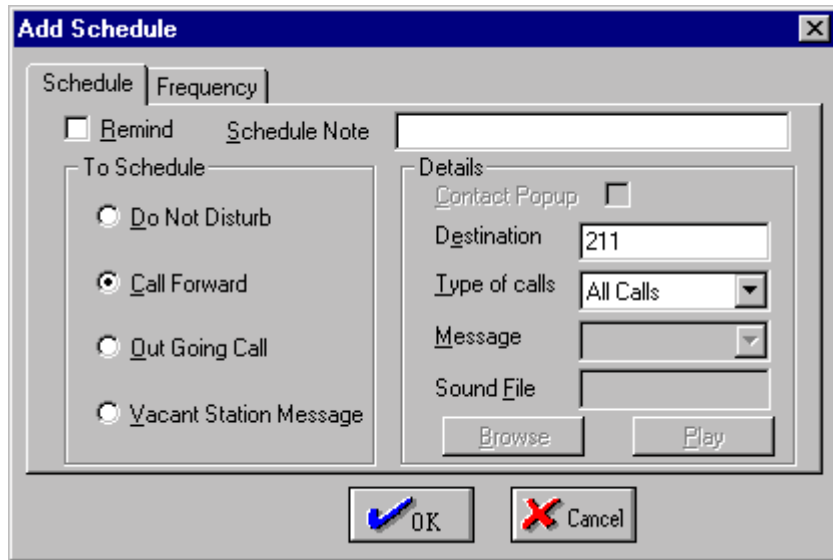 Add Schedule
Schedule Frequency
Remind Schedule Note
To Schedule
Do Not Disturb
Call Forward
Out Going Call
Vacant Station Message
Details
Contact Popup
Destination 211
Type of calls All Calls
Message
Sound File
Browse Play
OK Cancel